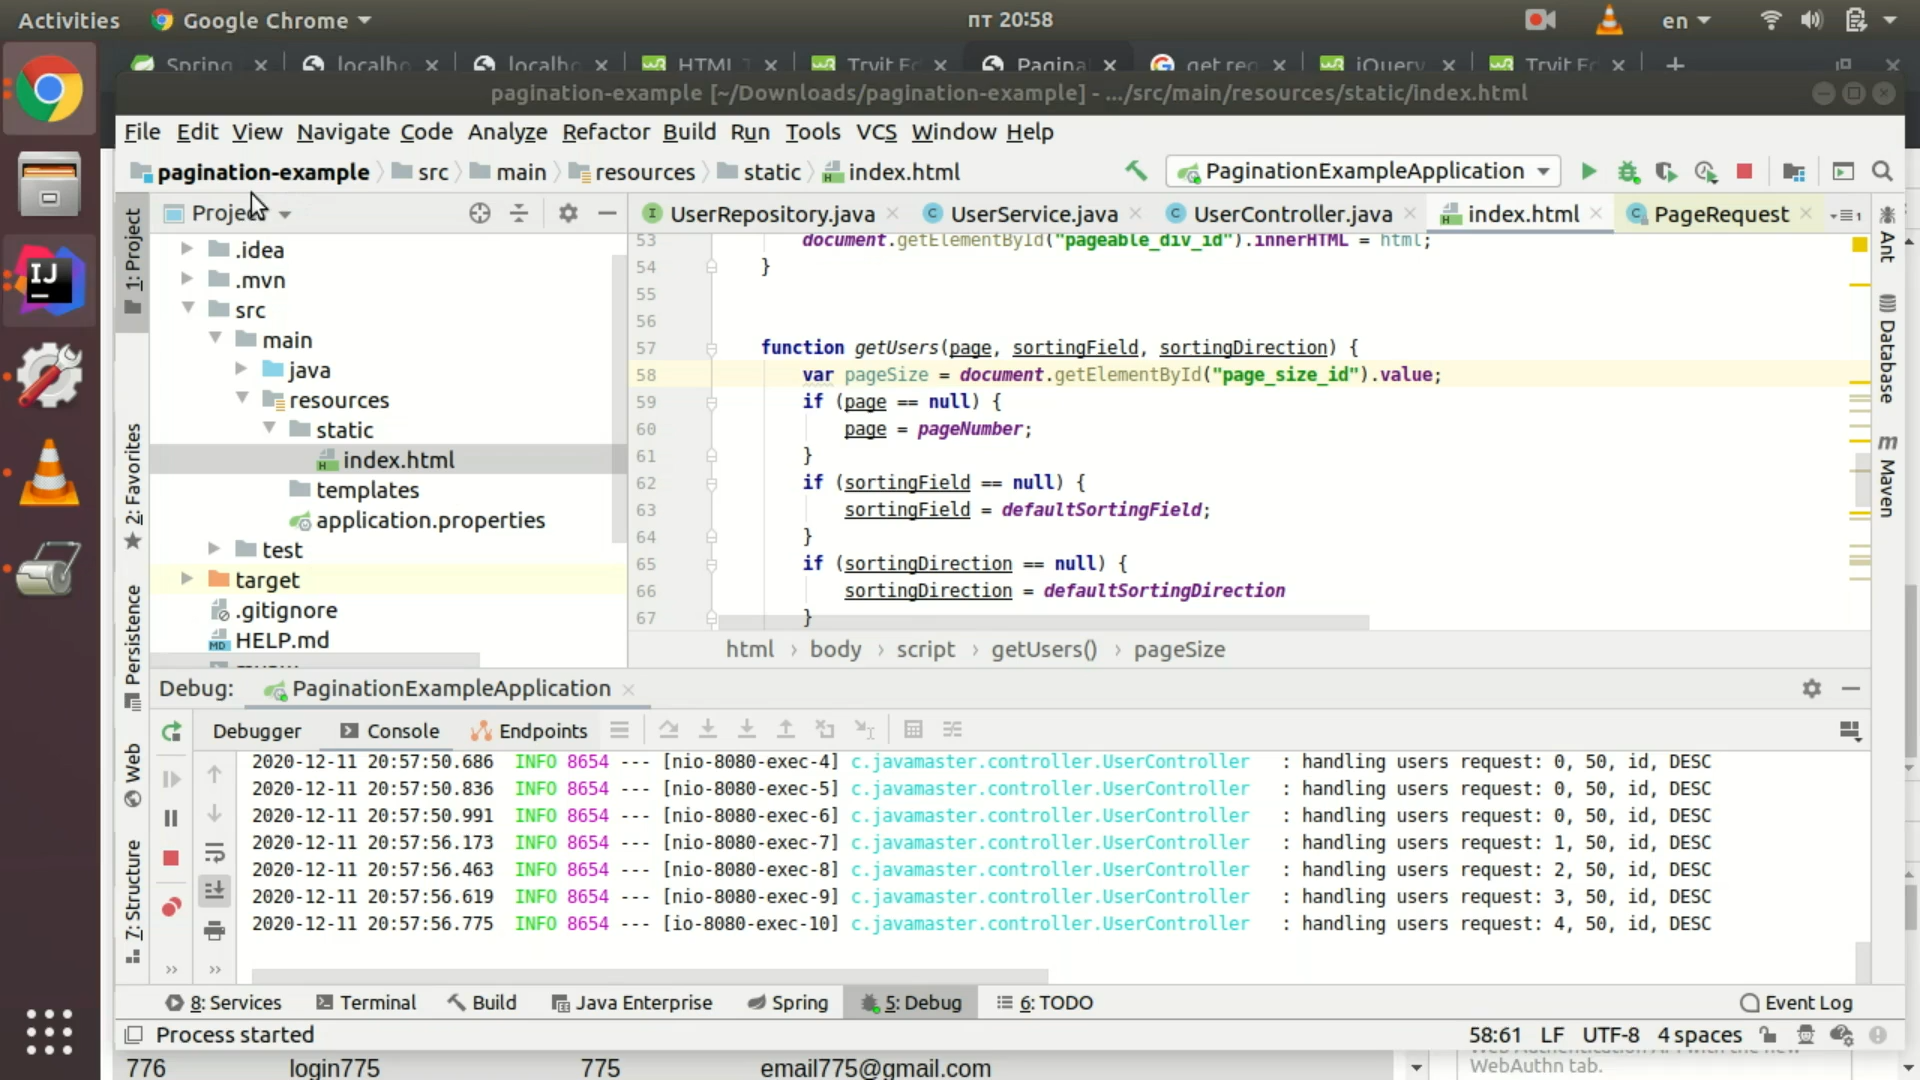 Activities Google Chrome пт 20:58 en
Spring localho localho HTML T Tryit Ed Pagina get req jQuery Tryit Ed
pagination-example [~/Downloads/pagination-example] - .../src/main/resources/static/index.html
File Edit View Navigate Code Analyze Refactor Build Run Tools VCS Window Help
pagination-example src main resources static index.html PaginationExampleApplication
Project UserRepository.java UserService.java UserController.java index.html PageRequest
1: Project
2: Favorites
Persistence
Web
7: Structure
.idea
.mvn
src
main
java
resources
static
index.html
templates
application.properties
test
target
.gitignore
HELP.md
53 document.getElementById("pageable_div_id").innerHTML = html;
54 }
55
56
57 function getUsers(page, sortingField, sortingDirection) {
58 var pageSize = document.getElementById("page_size_id").value;
59 if (page == null) {
60 page = pageNumber;
61 }
62 if (sortingField == null) {
63 sortingField = defaultSortingField;
64 }
65 if (sortingDirection == null) {
66 sortingDirection = defaultSortingDirection
67 }
html › body › script › getUsers() › pageSize
Ant
Database
Maven
Debug: PaginationExampleApplication
Debugger Console Endpoints
2020-12-11 20:57:50.686 INFO 8654 --- [nio-8080-exec-4] c.javamaster.controller.UserController : handling users request: 0, 50, id, DESC
2020-12-11 20:57:50.836 INFO 8654 --- [nio-8080-exec-5] c.javamaster.controller.UserController : handling users request: 0, 50, id, DESC
2020-12-11 20:57:50.991 INFO 8654 --- [nio-8080-exec-6] c.javamaster.controller.UserController : handling users request: 0, 50, id, DESC
2020-12-11 20:57:56.173 INFO 8654 --- [nio-8080-exec-7] c.javamaster.controller.UserController : handling users request: 1, 50, id, DESC
2020-12-11 20:57:56.463 INFO 8654 --- [nio-8080-exec-8] c.javamaster.controller.UserController : handling users request: 2, 50, id, DESC
2020-12-11 20:57:56.619 INFO 8654 --- [nio-8080-exec-9] c.javamaster.controller.UserController : handling users request: 3, 50, id, DESC
2020-12-11 20:57:56.775 INFO 8654 --- [io-8080-exec-10] c.javamaster.controller.UserController : handling users request: 4, 50, id, DESC
8: Services Terminal Build Java Enterprise Spring 5: Debug 6: TODO Event Log
Process started 58:61 LF UTF-8 4 spaces
776 login775 775 email775@gmail.com
WebAuthn tab.